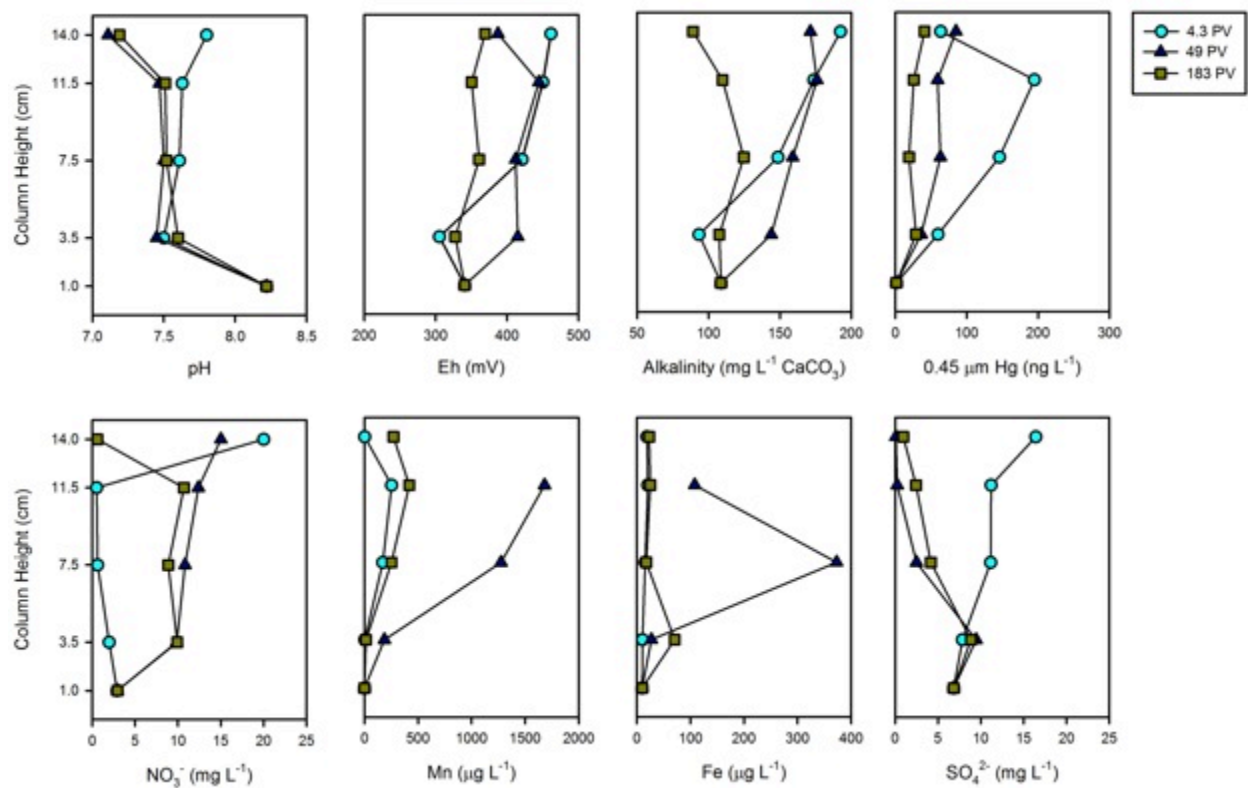 4.3 PV
49 PV
183 PV
Column Height (cm)
14.0
11.5
7.5
3.5
1.0
7.1 7.5 8.1 8.5
pH
200 300 400 500
Eh (mV)
50 100 150 200
Alkalinity (mg L⁻¹ CaCO₃)
0 100 200 300
0.45 μm Hg (ng L⁻¹)
Column Height (cm)
14.0
11.5
7.5
3.5
1.0
0 5 10 15 20 25
NO₃⁻ (mg L⁻¹)
0 500 1000 1500 2000
Mn (μg L⁻¹)
0 100 200 300 400
Fe (μg L⁻¹)
0 5 10 15 20 25
SO₄²⁻ (mg L⁻¹)